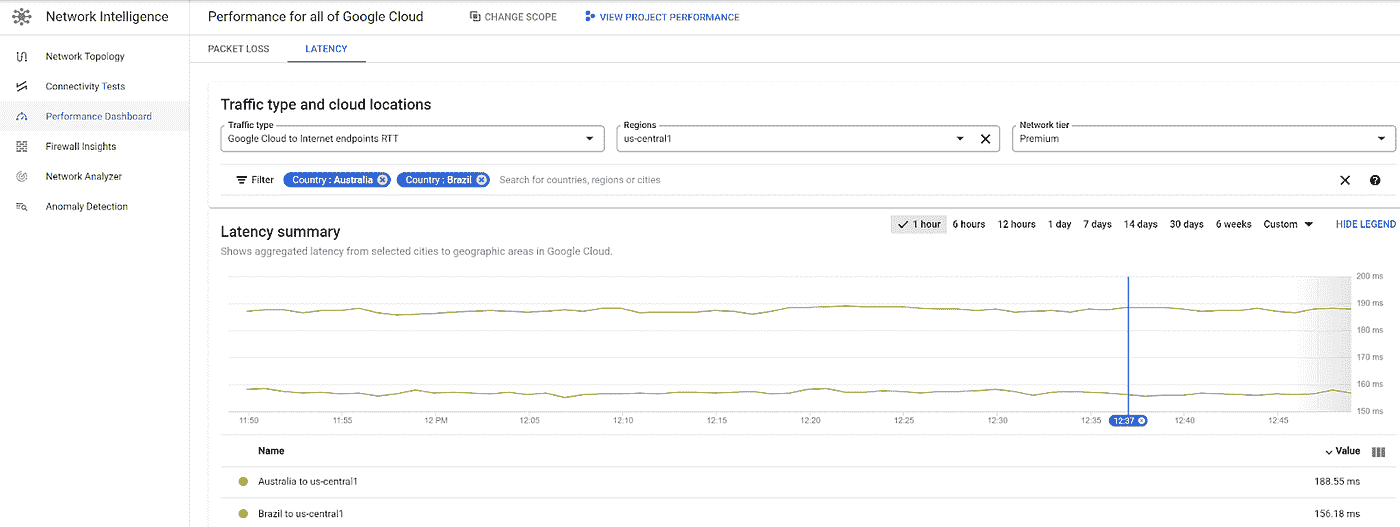 Network Intelligence
Performance for all of Google Cloud
CHANGE SCOPE
VIEW PROJECT PERFORMANCE
Network Topology
Connectivity Tests
Performance Dashboard
Firewall Insights
Network Analyzer
Anomaly Detection
PACKET LOSS
LATENCY
Traffic type and cloud locations
Traffic type
Google Cloud to Internet endpoints RTT
Regions
us-central1
Network tier
Premium
Filter
Country : Australia
Country : Brazil
Search for countries, regions or cities
Latency summary
1 hour 6 hours 12 hours 1 day 7 days 14 days 30 days 6 weeks Custom
HIDE LEGEND
Shows aggregated latency from selected cities to geographic areas in Google Cloud.
200 ms
190 ms
180 ms
170 ms
160 ms
150 ms
11:50 11:55 12 PM 12:05 12:10 12:15 12:20 12:25 12:30 12:35 12:37 12:40 12:45
Name Value
Australia to us-central1 188.55 ms
Brazil to us-central1 156.18 ms